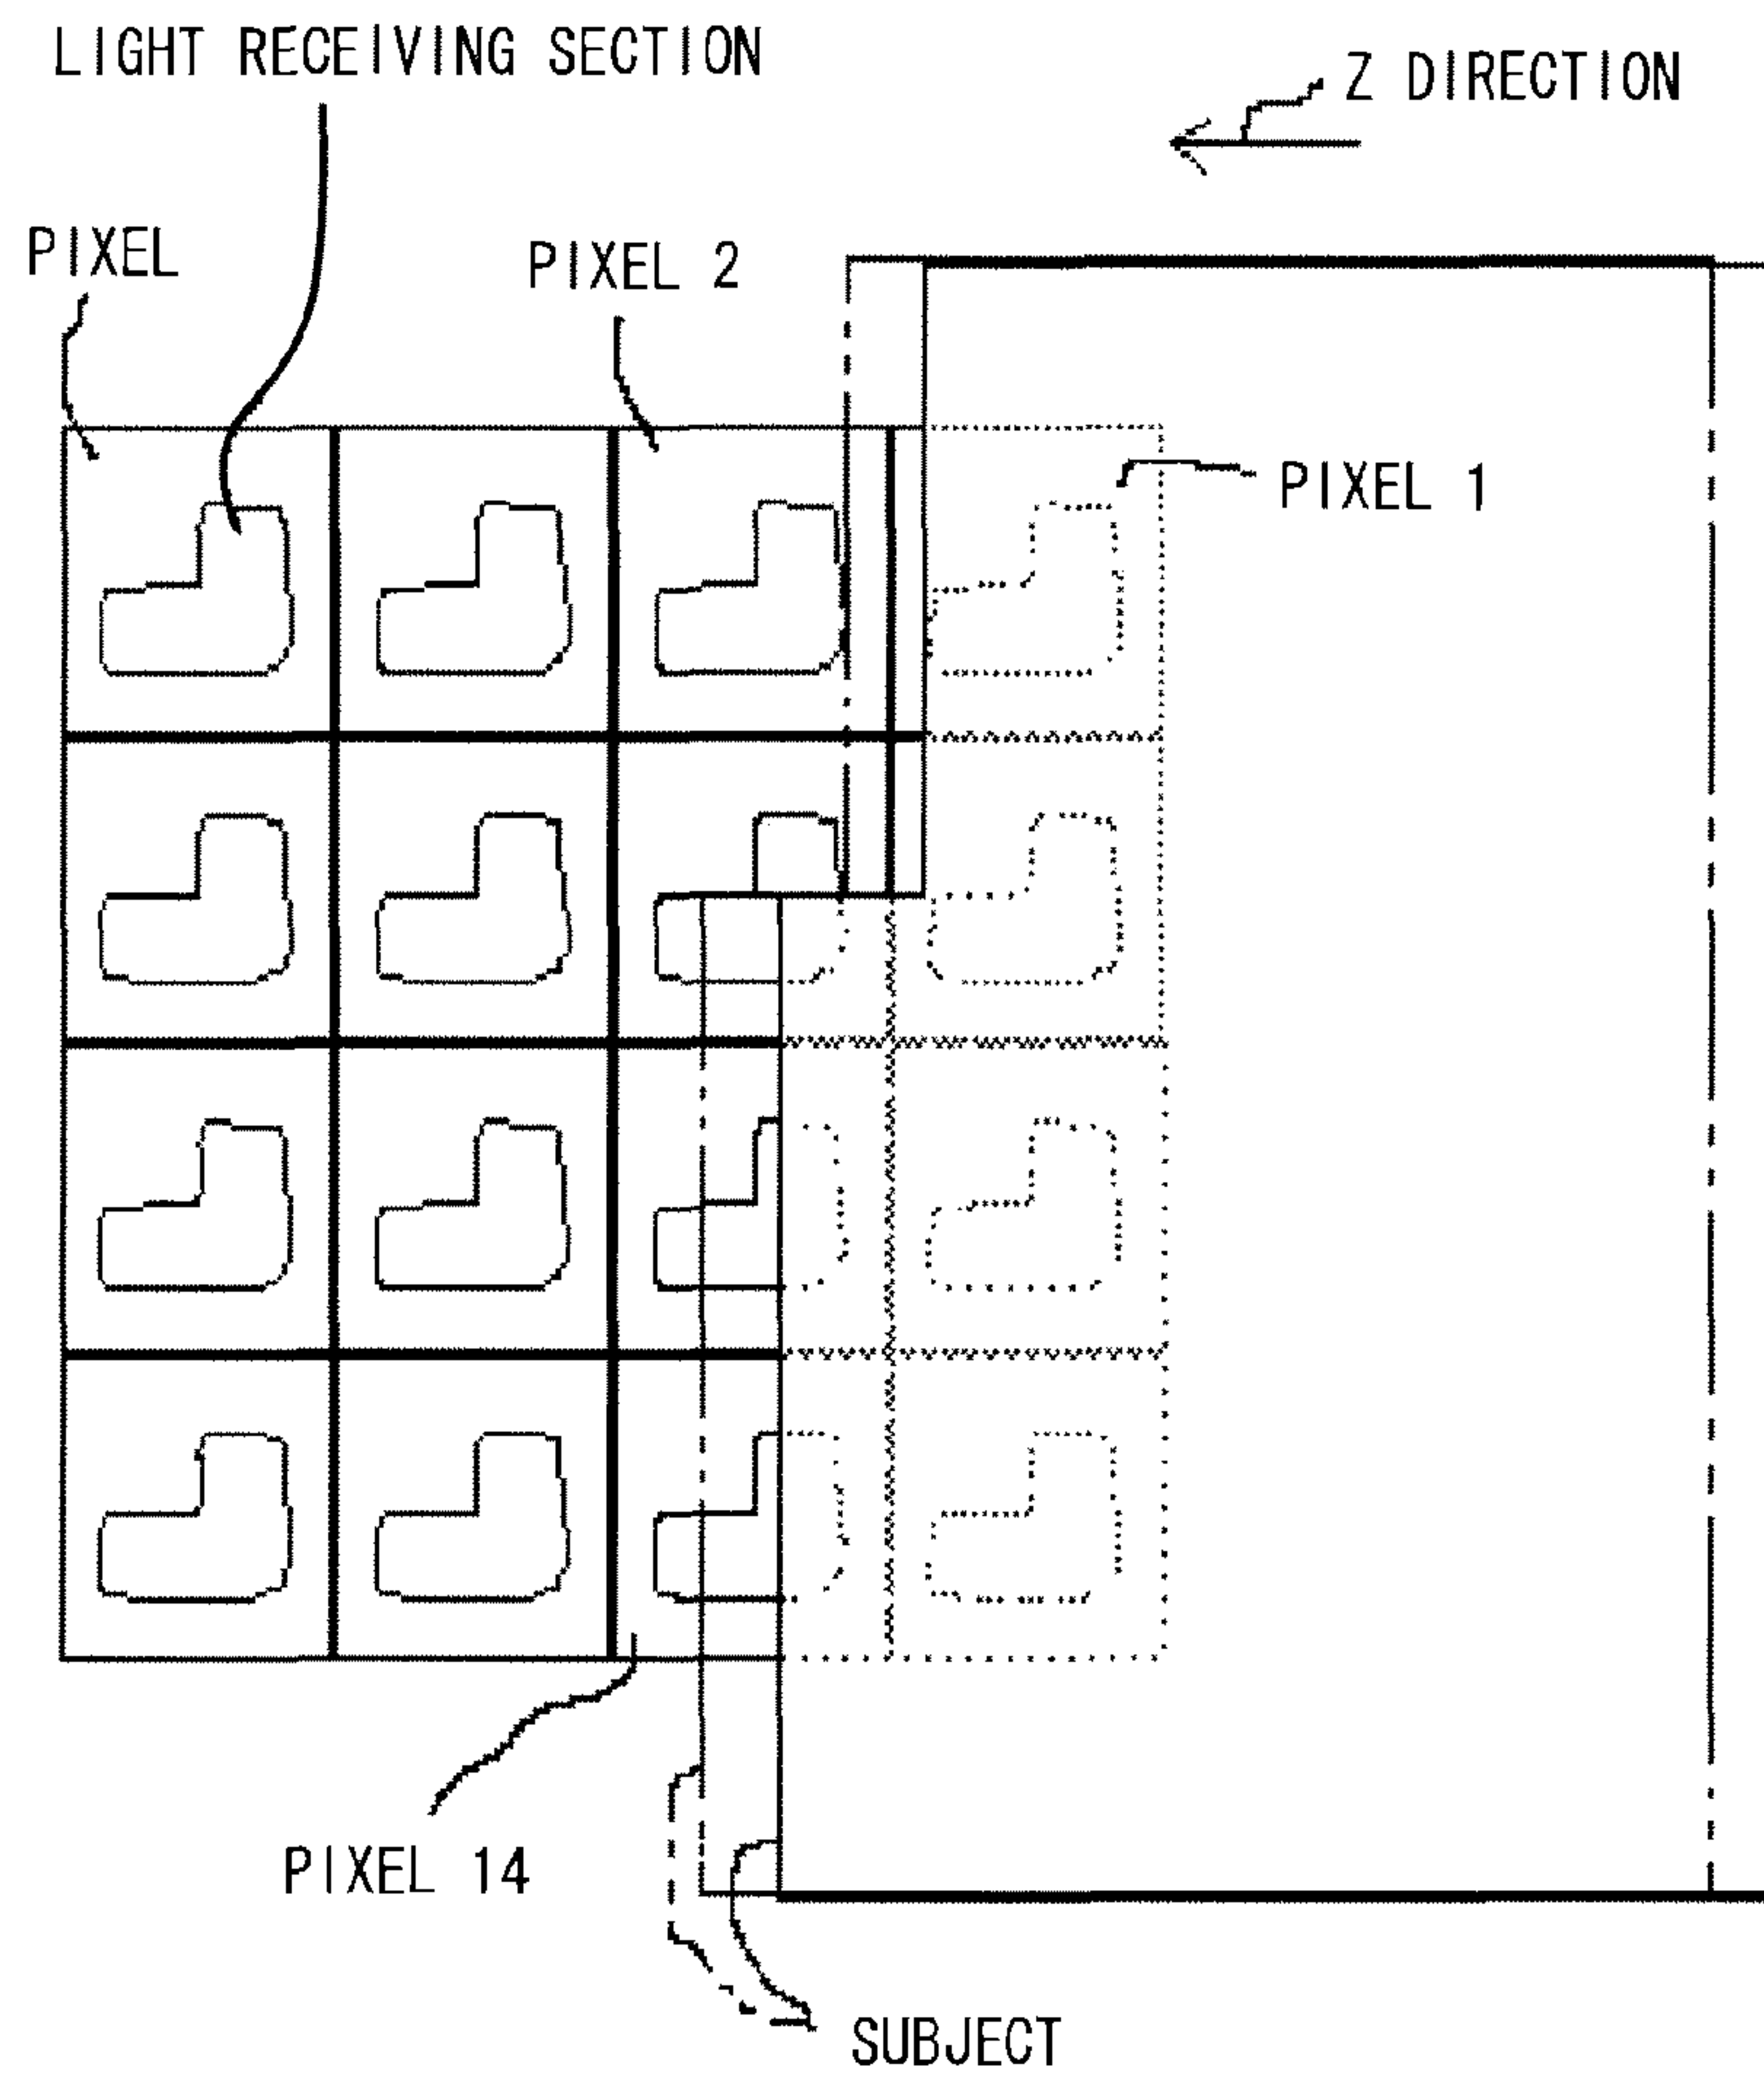 LIGHT RECEIVING SECTION
Z DIRECTION
PIXEL
PIXEL 2
PIXEL 1
PIXEL 14
SUBJECT